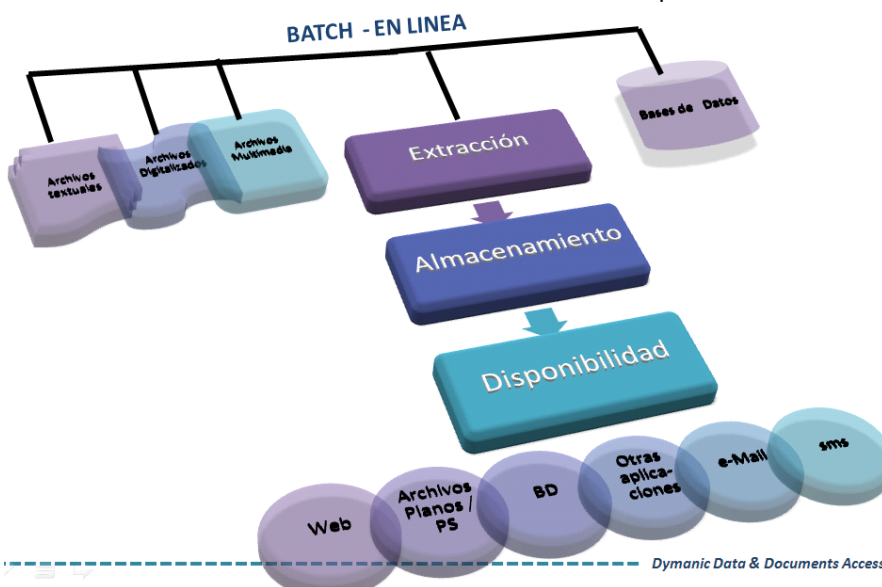 BATCH - EN LINEA
Archivos
textuales
Archivos
Digitalizados
Archivos
Multimedia
Extracción
Bases de Datos
Almacenamiento
Disponibilidad
Web
Archivos
Planos /
PS
BD
Otras
aplica-
ciones
e-Mail
sms
Dymanic Data & Documents Access